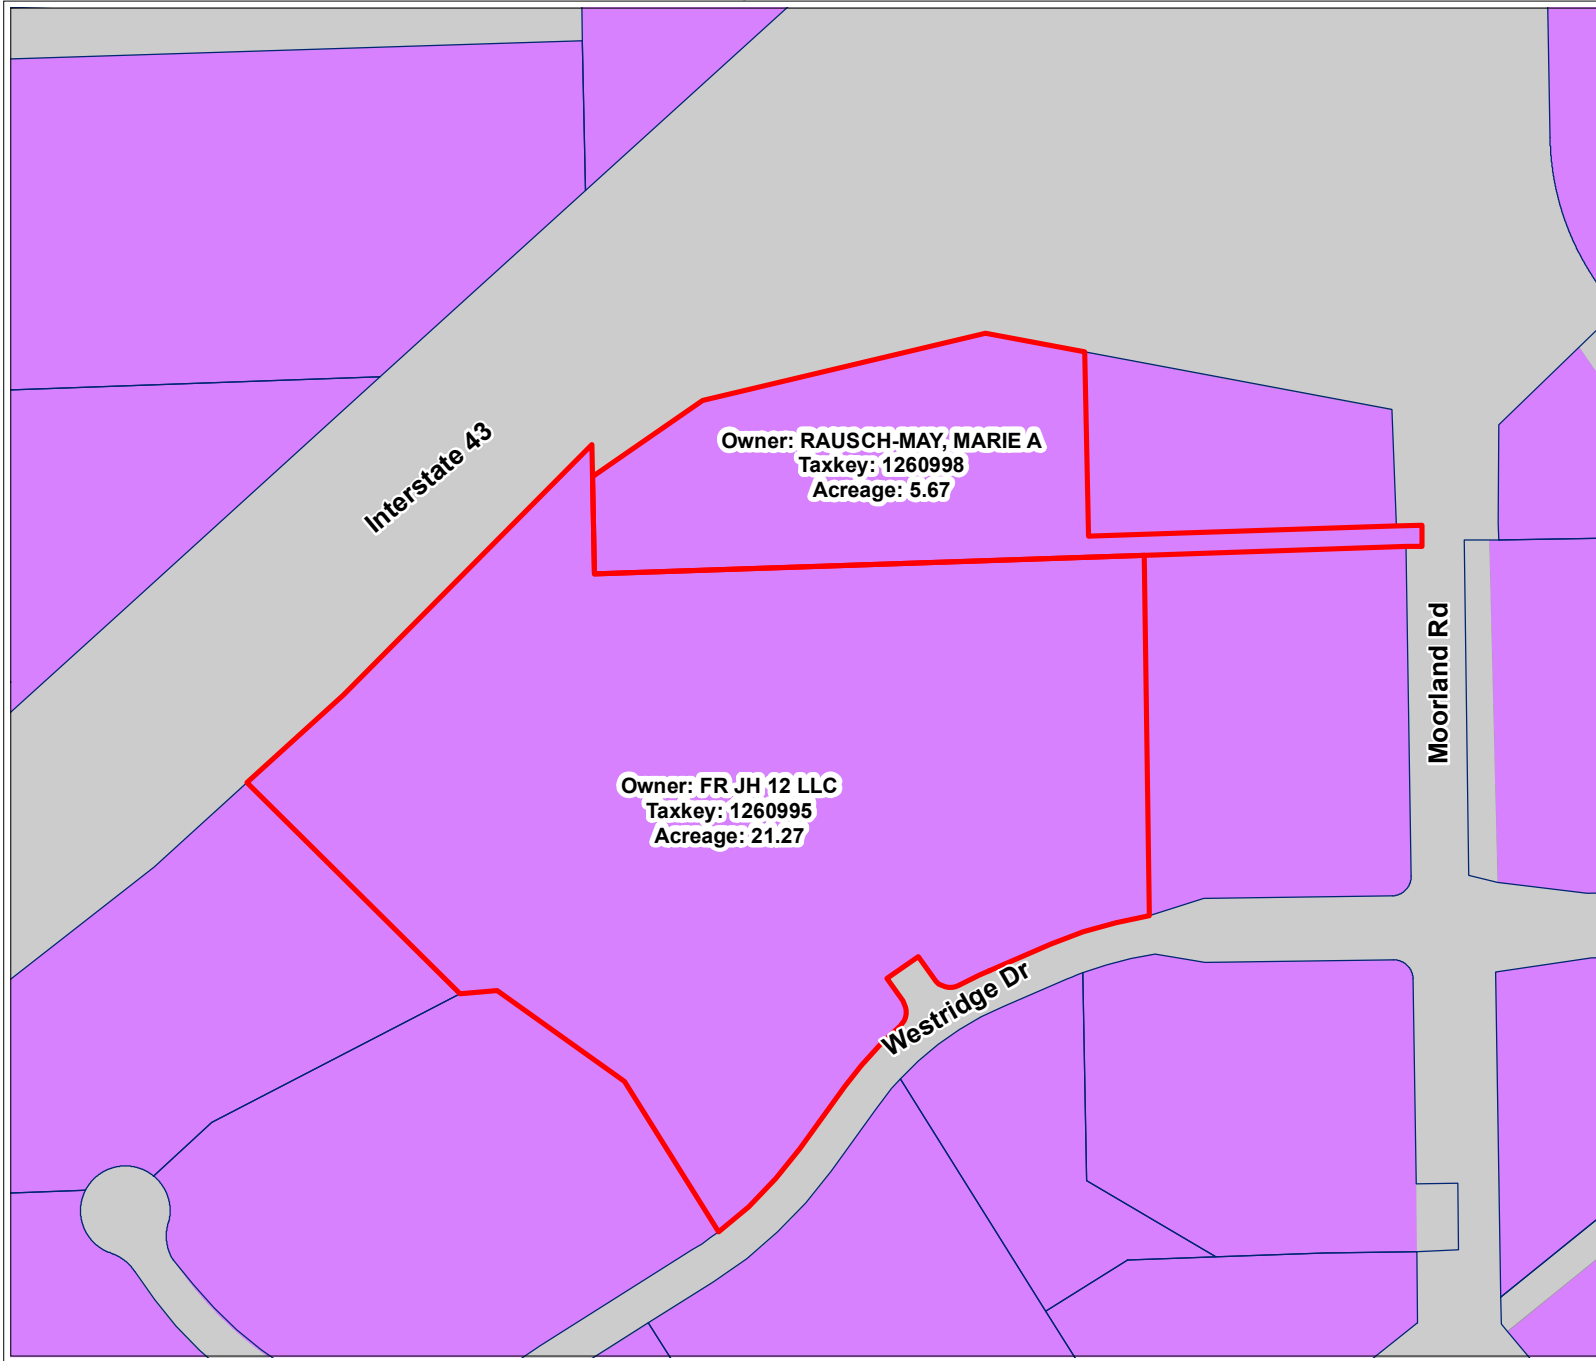 Interstate 43
Owner: RAUSCH-MAY, MARIE A
Taxkey: 1260998
Acreage: 5.67
Moorland Rd
Owner: FR JH 12 LLC
Taxkey: 1260995
Acreage: 21.27
Westridge Dr